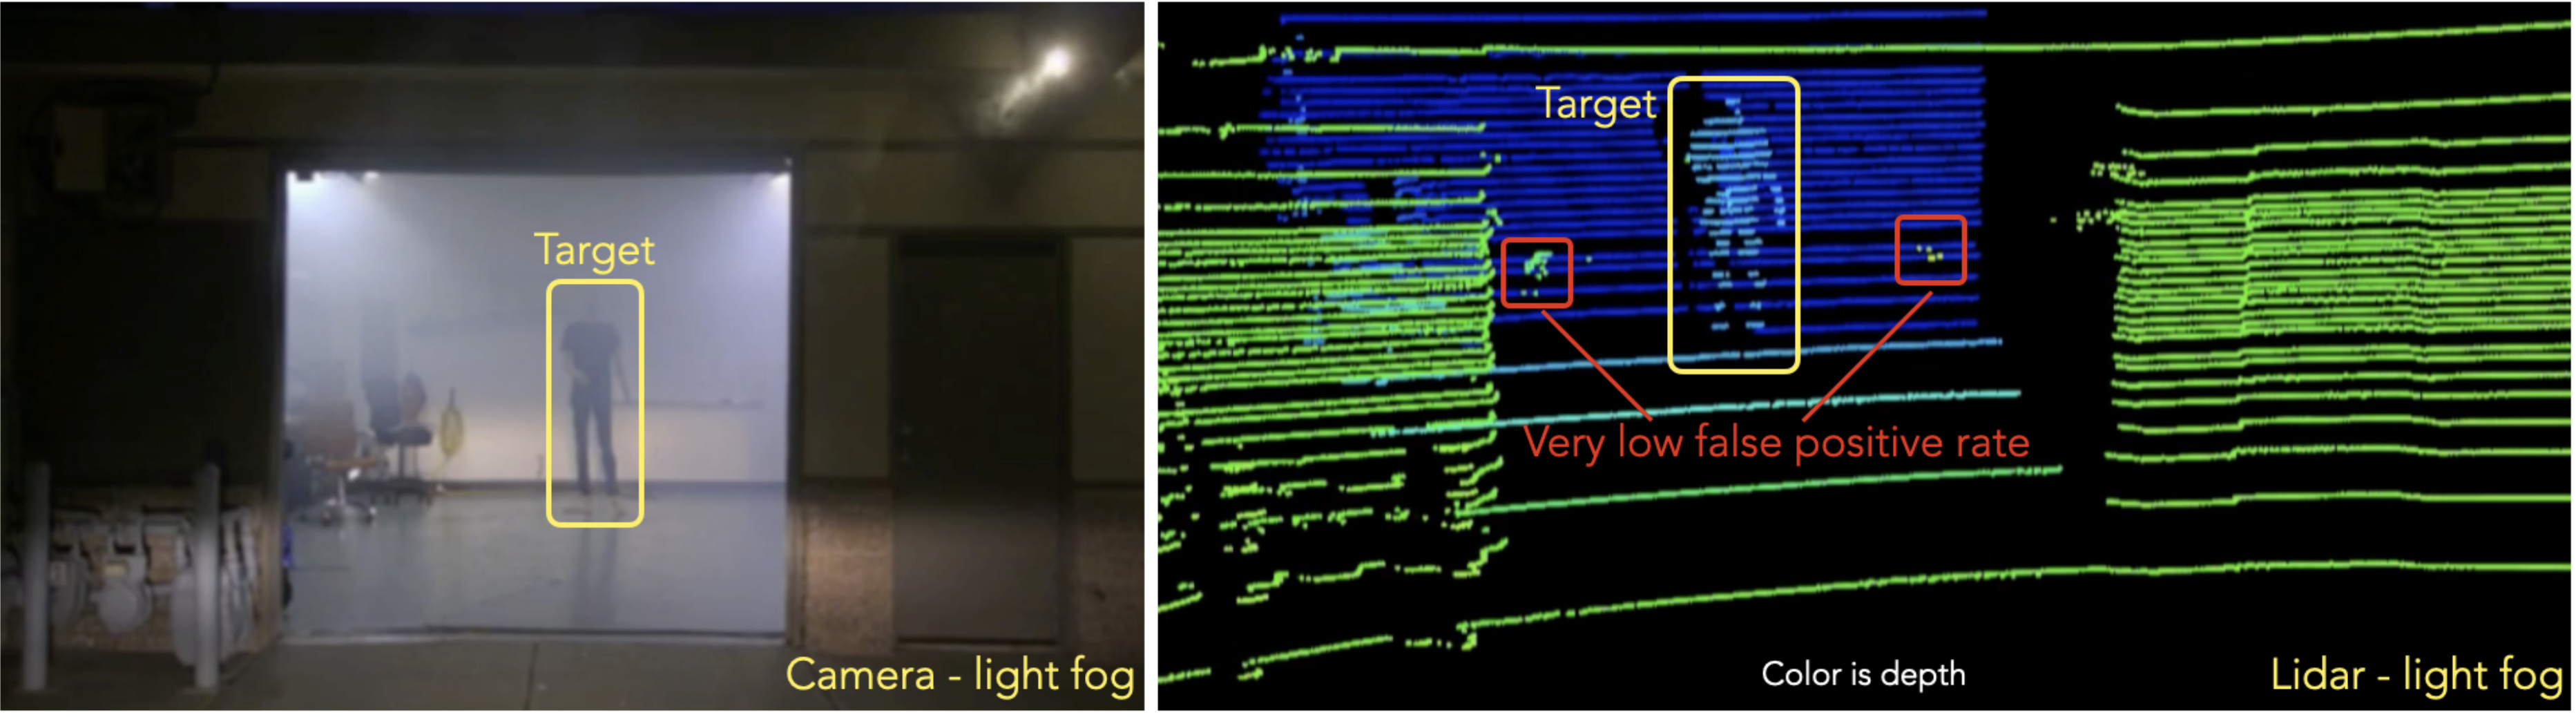 Target
Camera - light fog
Target
Very low false positive rate
Color is depth
Lidar - light fog